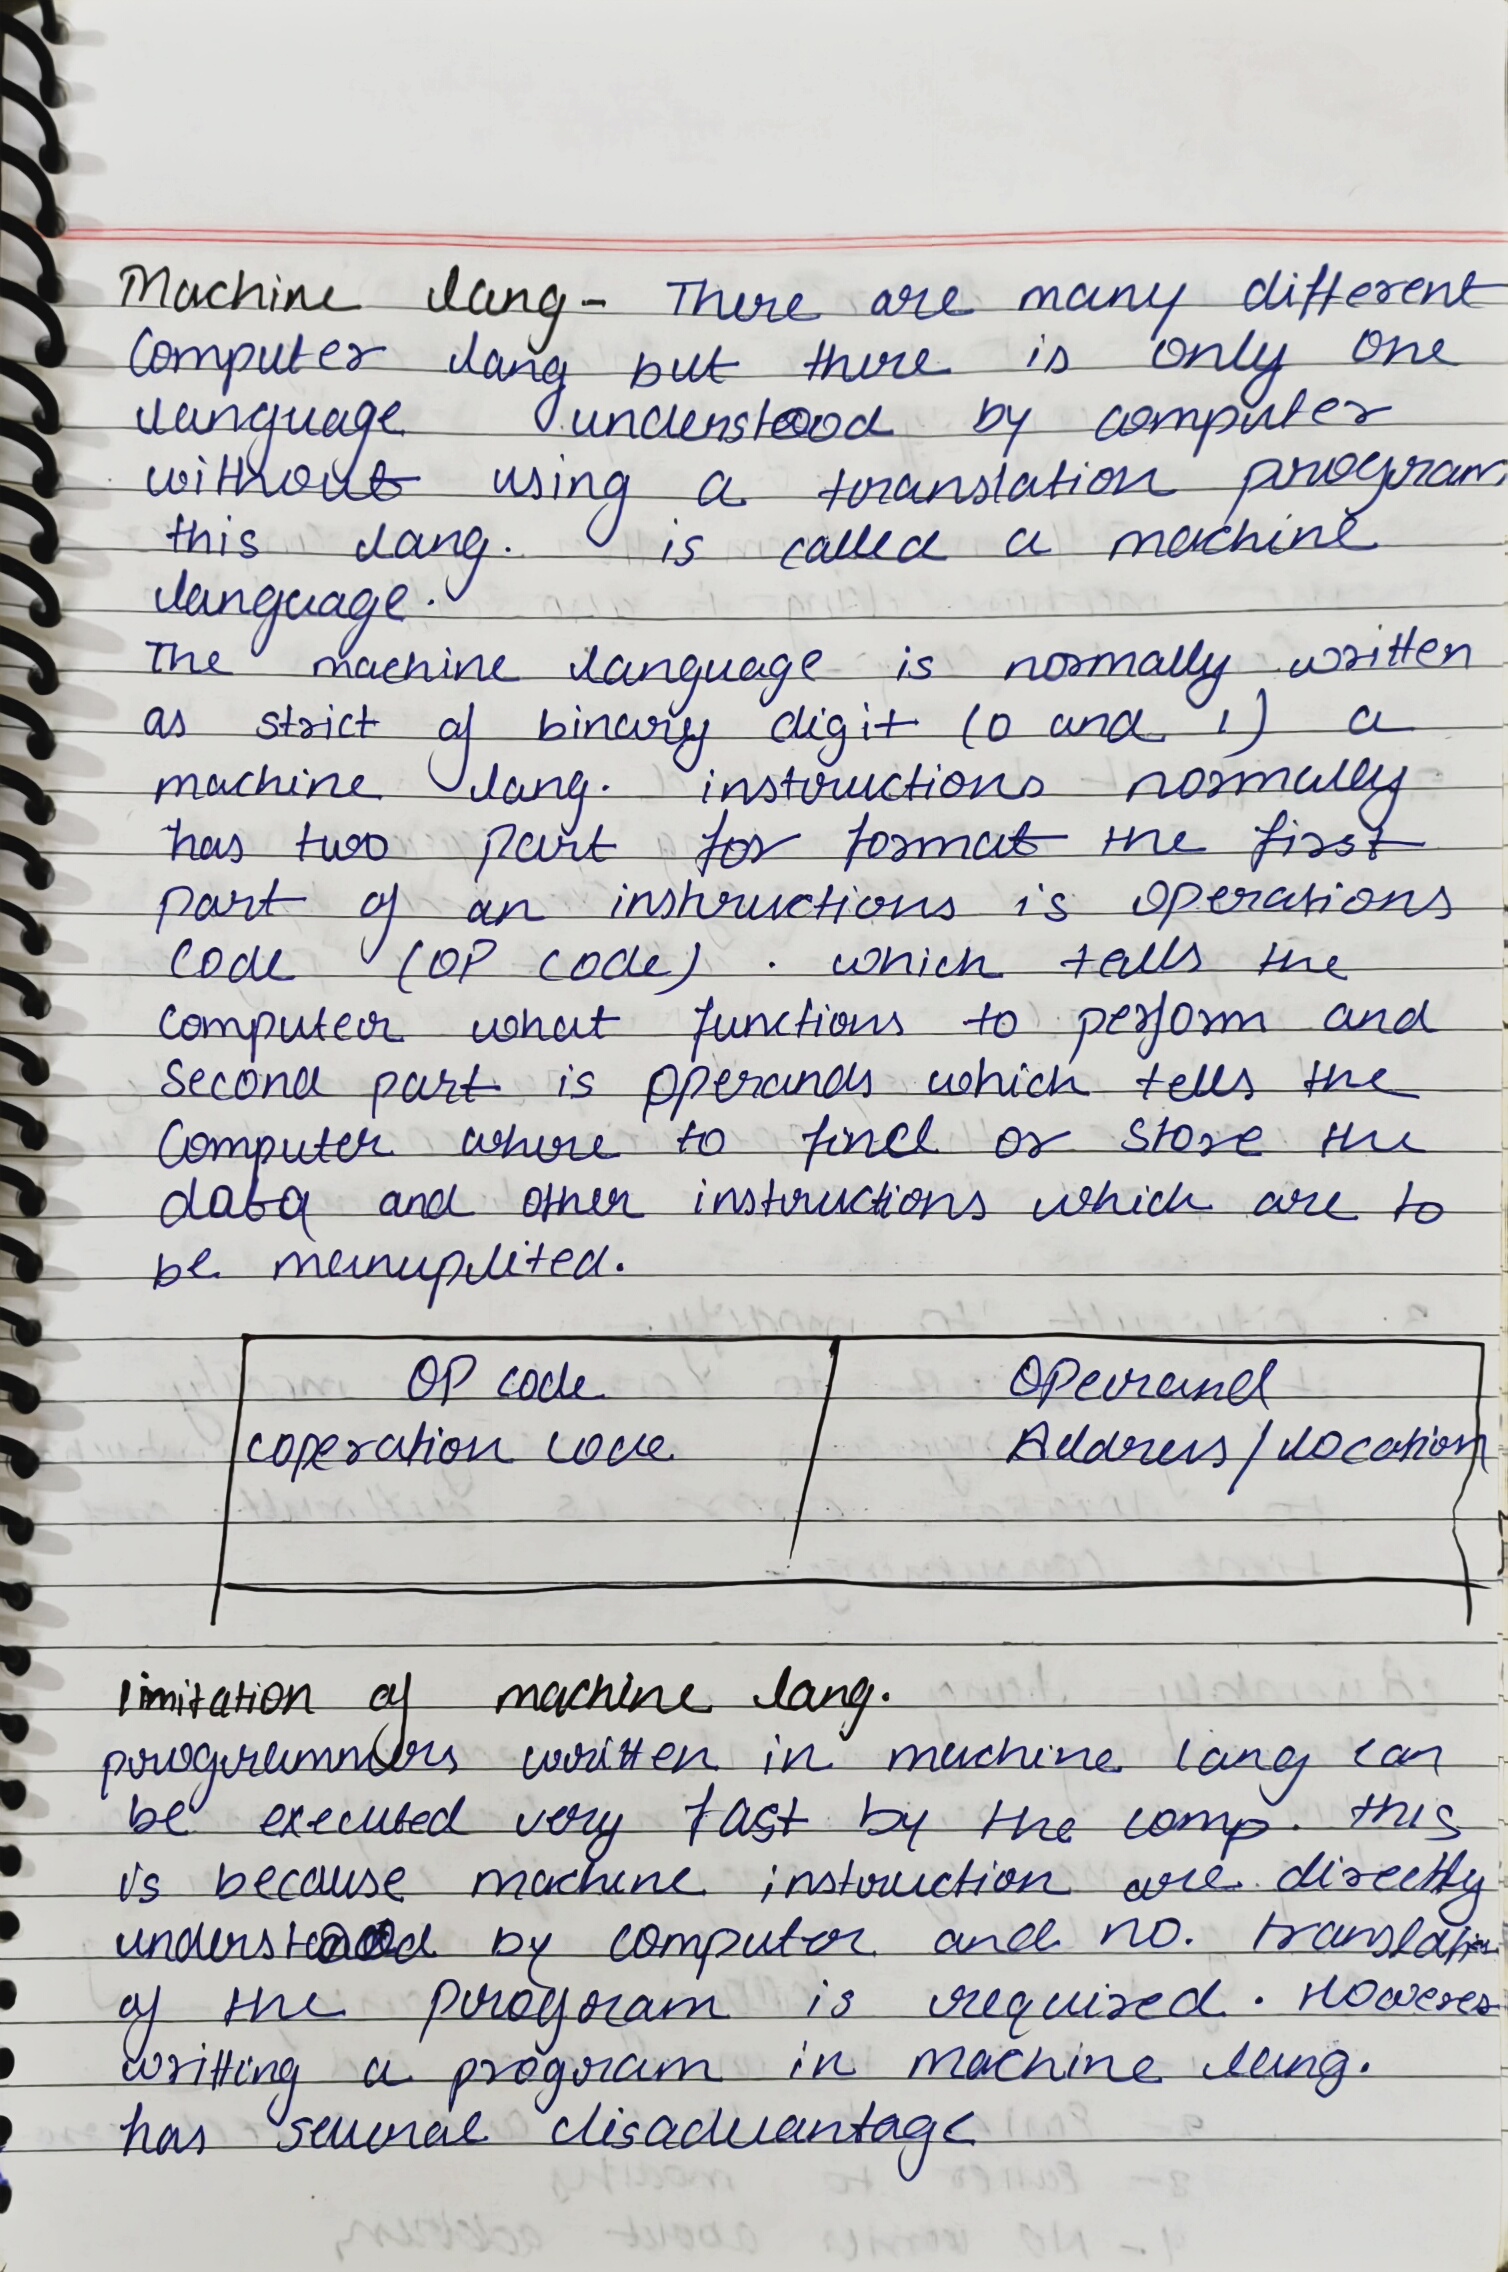 Machine lang - There are many different
Computer lang but there is only one
language understood by computer
without using a translation program
this lang. is called a machine
language.
The machine language is normally written
as strict of binary digit (0 and 1) a
machine lang. instructions normally
has two part for format the first
part of an instructions is operations
code (OP code) . which tells the
computer what functions to perform and
second part is operands which tells the
Computer where to find or store the
data and other instructions which are to
be manuplited.
OP code Operand
coperation code Address/location
limitation of machine lang.
programmers written in machine lang can
be executed very fast by the comp. this
is because machine instruction are directly
understood by computer and no. translation
of the program is required. However
writting a program in machine lang.
has several disadvantage